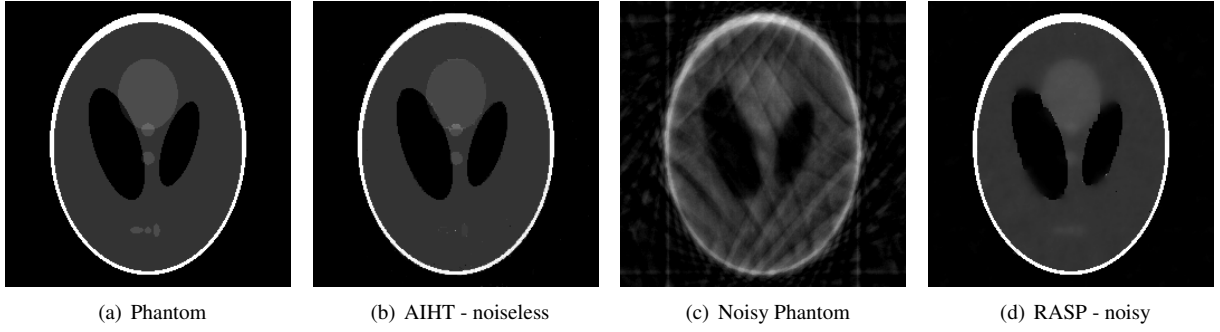 (a) Phantom
(b) AIHT - noiseless
(c) Noisy Phantom
(d) RASP - noisy